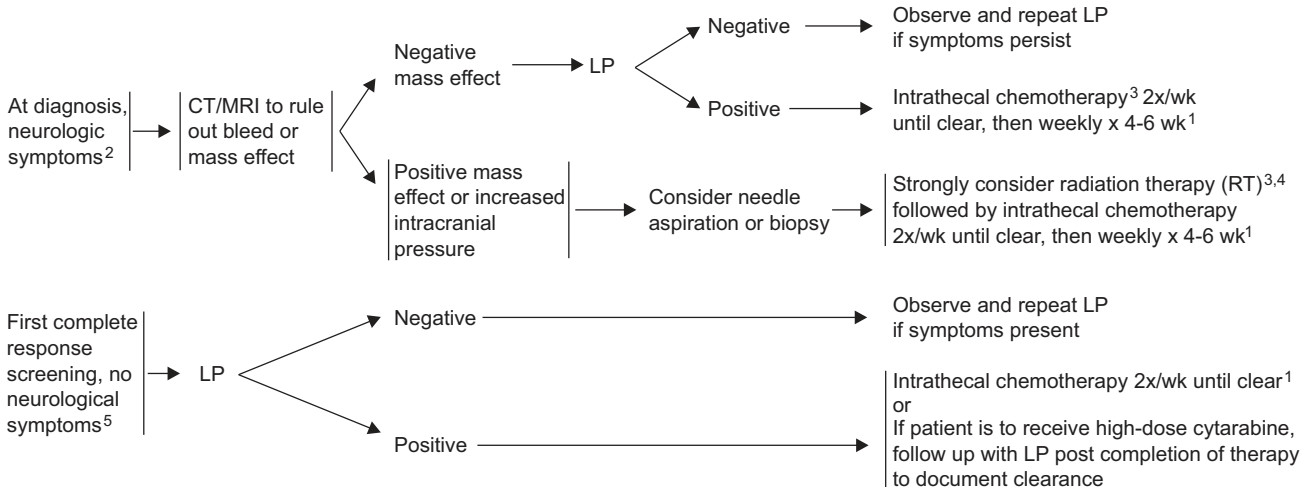 At diagnosis,
neurologic
symptoms2
CT/MRI to rule
out bleed or
mass effect
Negative
mass effect
LP
Negative
Observe and repeat LP
if symptoms persist
Positive
Intrathecal chemotherapy3 2x/wk
until clear, then weekly x 4-6 wk1
Positive mass
effect or increased
intracranial
pressure
Consider needle
aspiration or biopsy
Strongly consider radiation therapy (RT)3,4
followed by intrathecal chemotherapy
2x/wk until clear, then weekly x 4-6 wk1
First complete
response
screening, no
neurological
symptoms5
LP
Negative
Observe and repeat LP
if symptoms present
Positive
Intrathecal chemotherapy 2x/wk until clear1
or
If patient is to receive high-dose cytarabine,
follow up with LP post completion of therapy
to document clearance